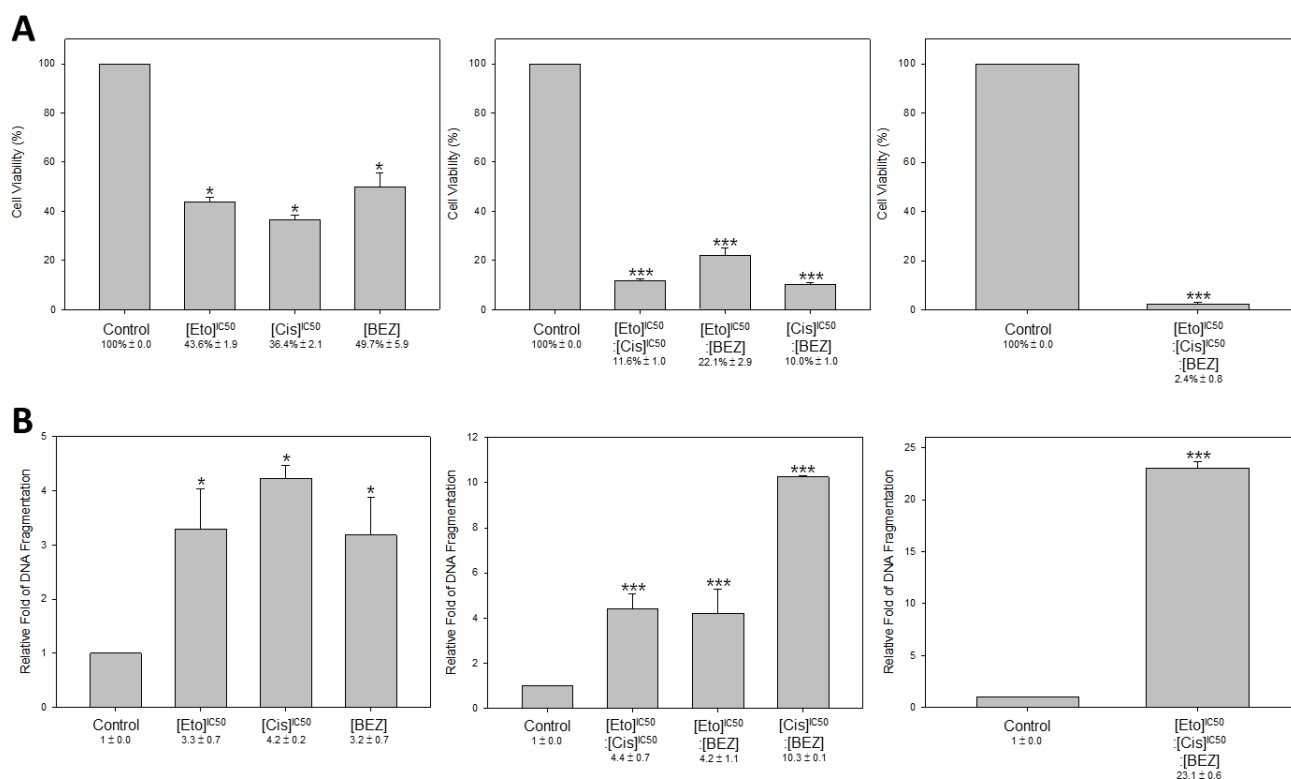 A
Cell Viability (%)
100
80
60
40
20
0
*
*
*
Control
[Eto]IC50
[Cis]IC50
[BEZ]
100% ± 0.0
43.6% ± 1.9
36.4% ± 2.1
49.7% ± 5.9
Cell Viability (%)
100
80
60
40
20
0
***
***
***
Control
100% ± 0.0
[Eto]IC50
:[Cis]IC50
11.6% ± 1.0
[Eto]IC50
:[BEZ]
22.1% ± 2.9
[Cis]IC50
:[BEZ]
10.0% ± 1.0
Cell Viability (%)
100
80
60
40
20
0
***
Control
100% ± 0.0
[Eto]IC50
:[Cis]IC50
:[BEZ]
2.4% ± 0.8
B
Relative Fold of DNA Fragmentation
5
4
3
2
1
0
*
*
*
Control
[Eto]IC50
[Cis]IC50
[BEZ]
1 ± 0.0
3.3 ± 0.7
4.2 ± 0.2
3.2 ± 0.7
Relative Fold of DNA Fragmentation
12
10
8
6
4
2
0
***
***
***
Control
1 ± 0.0
[Eto]IC50
:[Cis]IC50
4.4 ± 0.7
[Eto]IC50
:[BEZ]
4.2 ± 1.1
[Cis]IC50
:[BEZ]
10.3 ± 0.1
Relative Fold of DNA Fragmentation
25
20
15
10
5
0
***
Control
1 ± 0.0
[Eto]IC50
:[Cis]IC50
:[BEZ]
23.1 ± 0.6